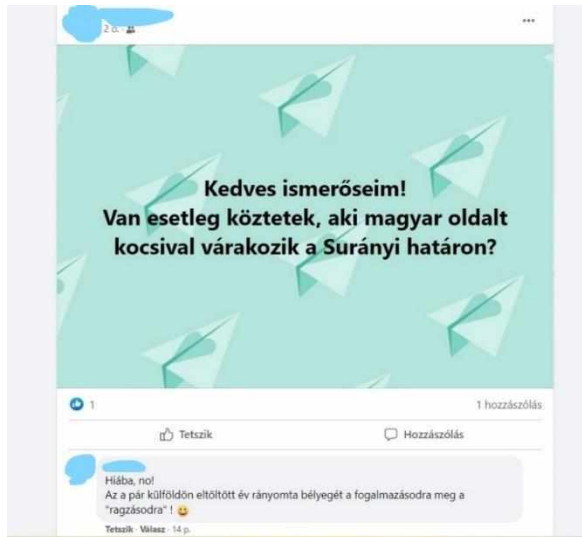 2 ó.
Kedves ismerőseim!
Van esetleg köztetek, aki magyar oldalt
kocsival várakozik a Surányi határon?
1
1 hozzászólás
Tetszik
Hozzászólás
Hiába, no!
Az a pár külföldön eltöltött év rányomta bélyegét a fogalmazásodra meg a
"ragzásodra" !
Tetszik · Válasz · 14 p.